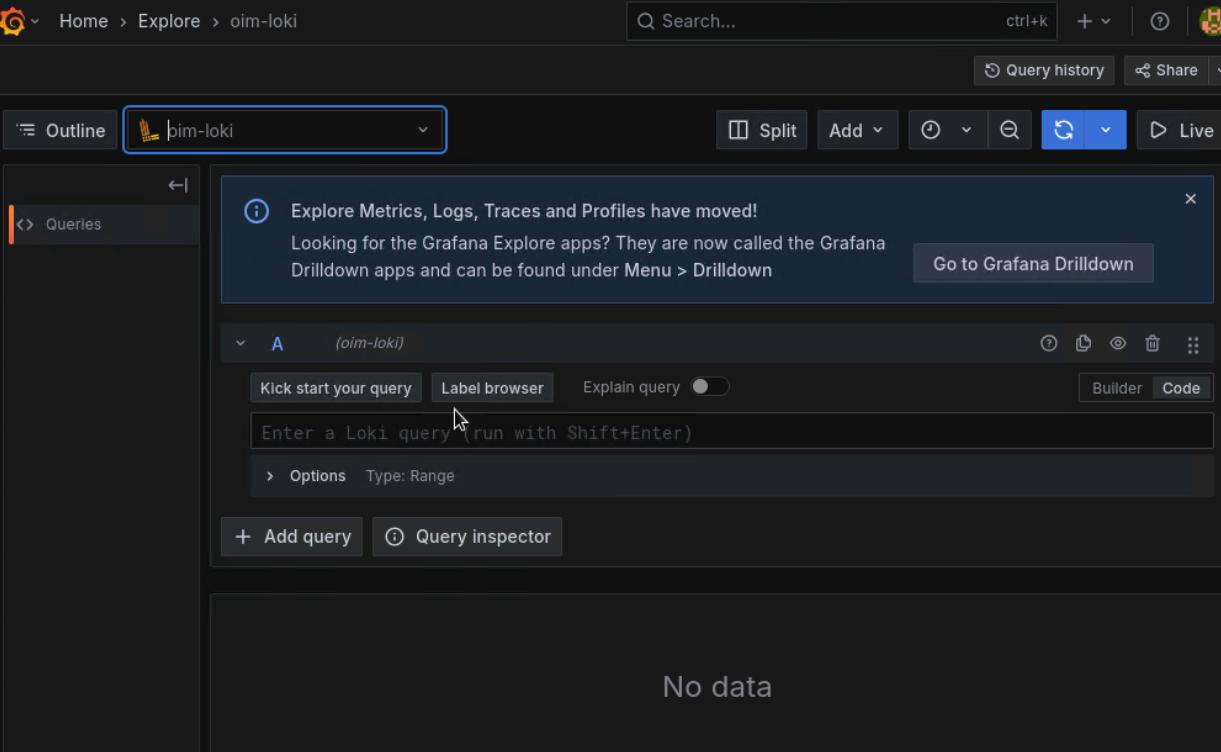 Home › Explore › oim-loki
Search... ctrl+k
Query history Share
Outline oim-loki Split Add Live
Queries
Explore Metrics, Logs, Traces and Profiles have moved!
Looking for the Grafana Explore apps? They are now called the Grafana
Drilldown apps and can be found under Menu > Drilldown
Go to Grafana Drilldown
A (oim-loki)
Kick start your query Label browser Explain query Builder Code
Enter a Loki query (run with Shift+Enter)
Options Type: Range
+ Add query Query inspector
No data